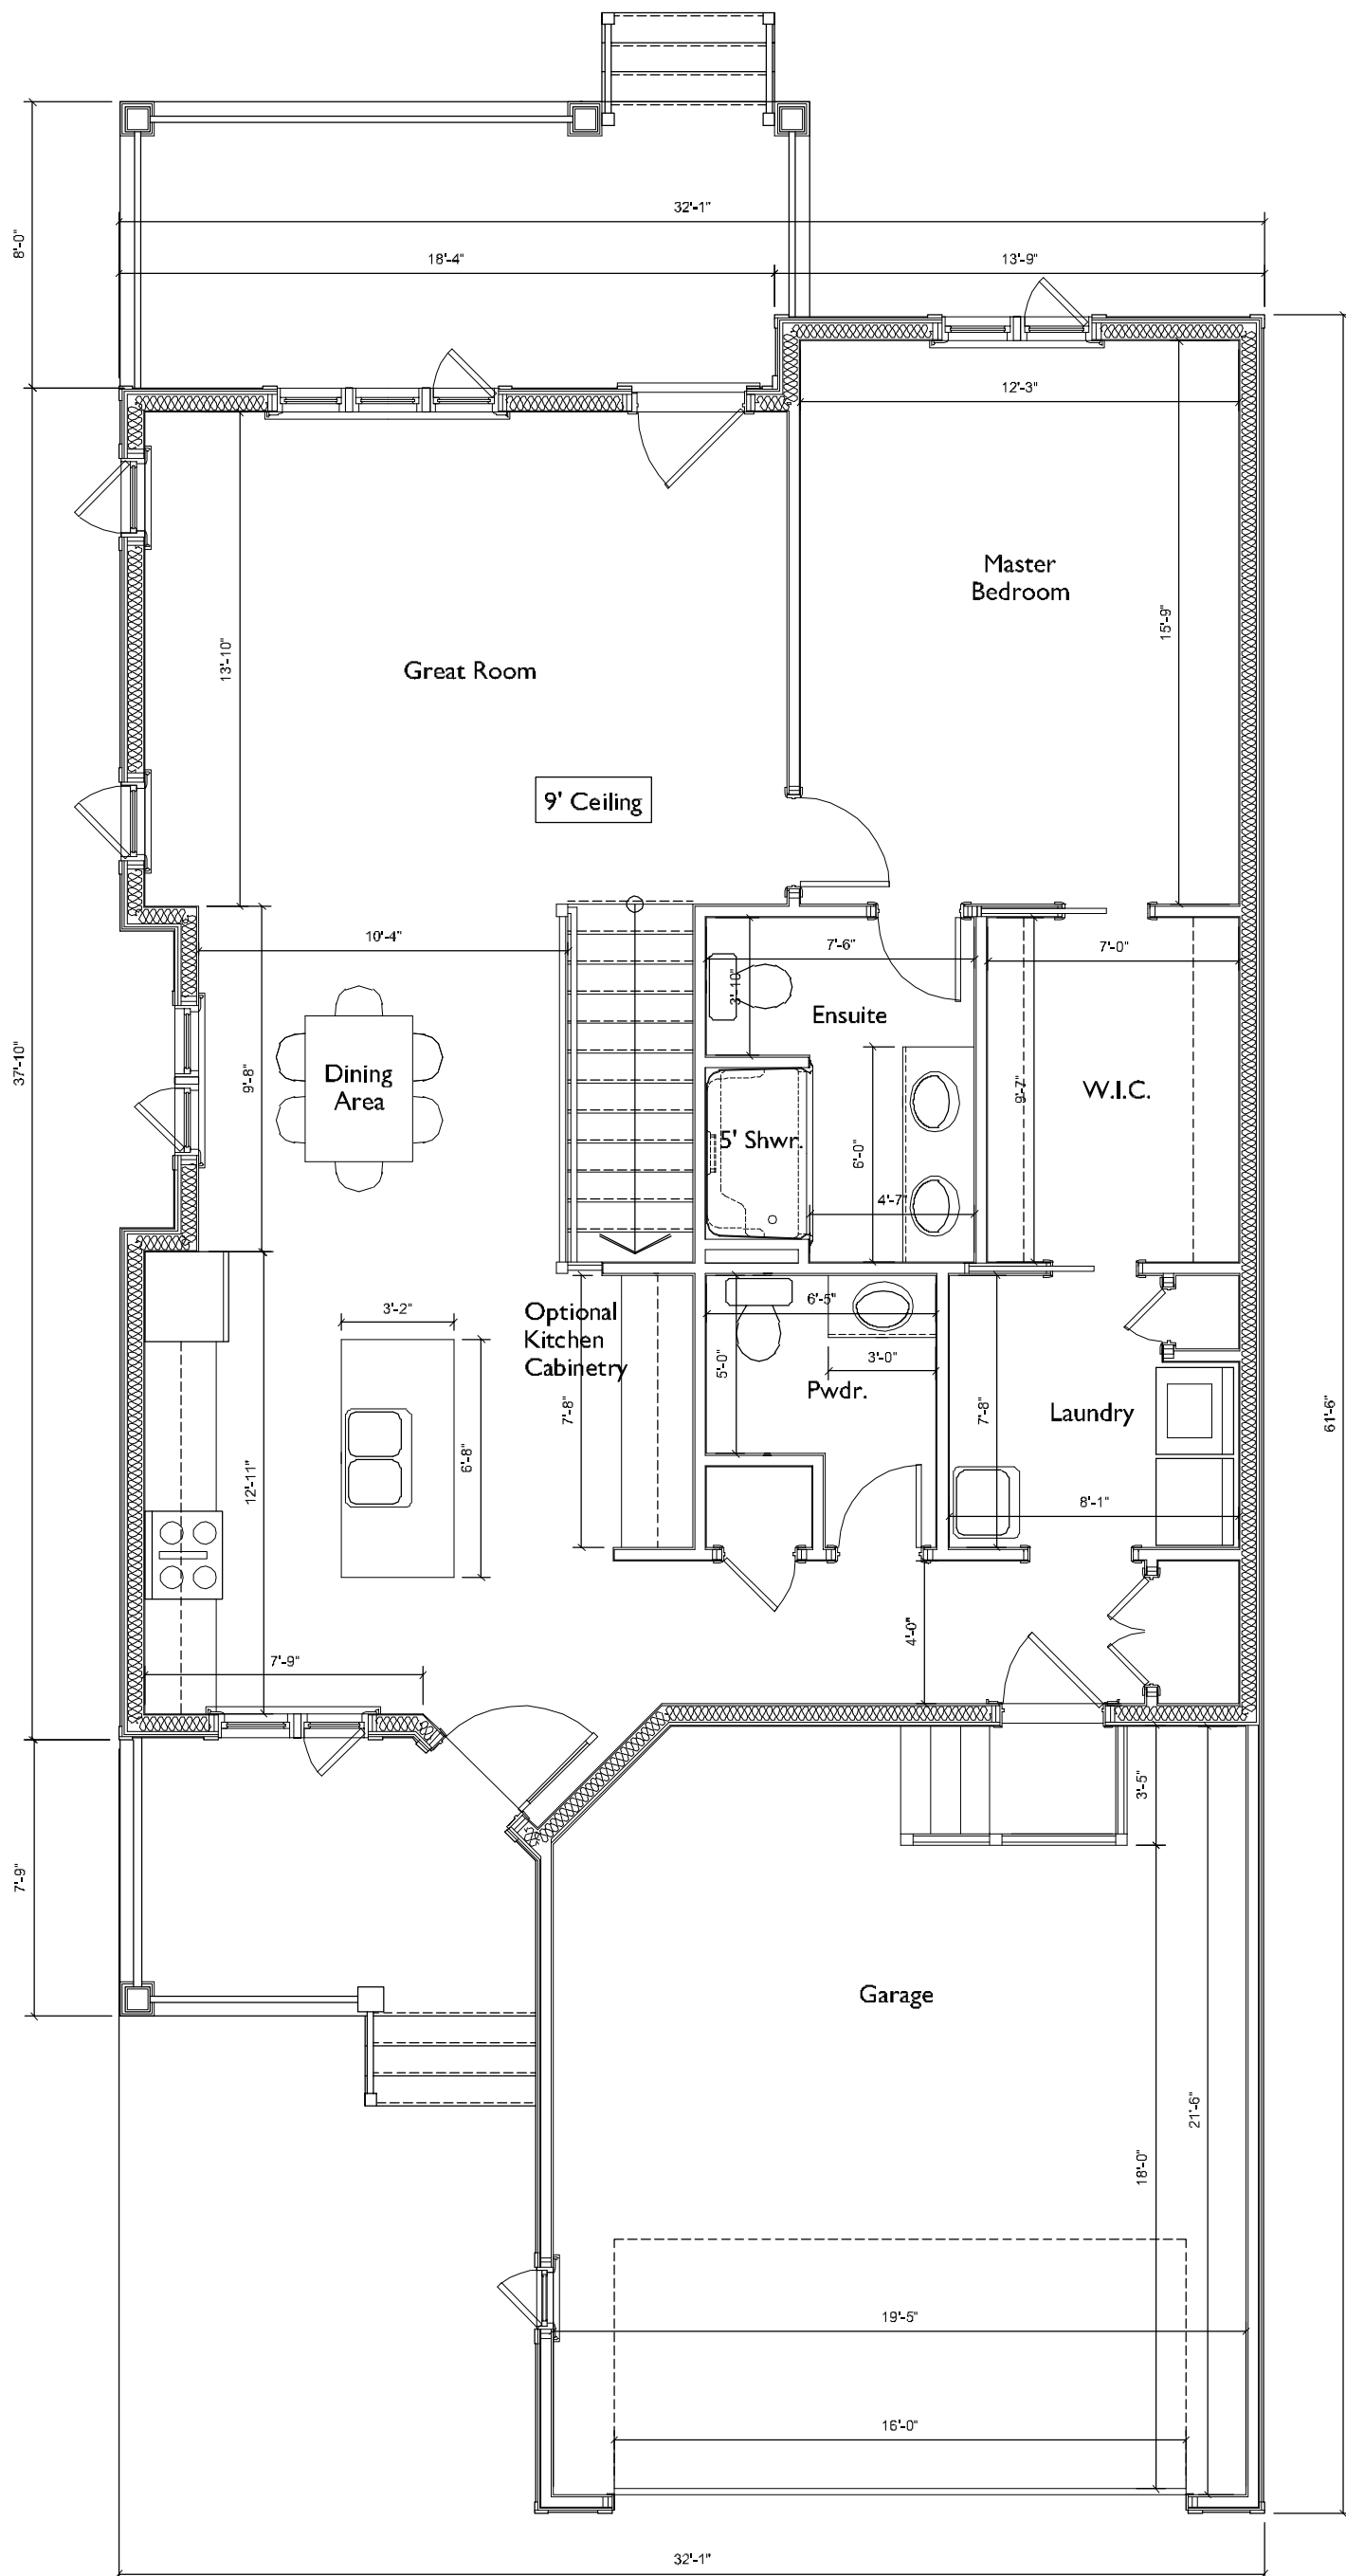 32'-1"
8'-0"
18'-4"
13'-9"
12'-3"
Master
Bedroom
15'-9"
13'-10"
Great Room
9' Ceiling
10'-4"
7'-6"
7'-0"
3'-10"
Ensuite
37'-10"
9'-8"
Dining
Area
9'-7"
W.I.C.
5' Shwr.
6'-0"
4'-7"
3'-2"
Optional
Kitchen
Cabinetry
6'-5"
5'-0"
3'-0"
Pwdr.
7'-8"
7'-8"
Laundry
61'-6"
6'-8"
12'-11"
8'-1"
4'-0"
7'-9"
3'-5"
7'-9"
Garage
21'-6"
18'-0"
19'-5"
16'-0"
32'-1"